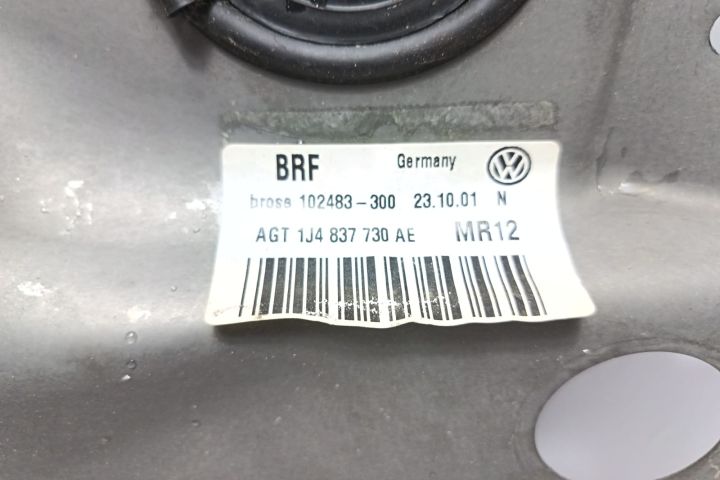 BRF Germany
brose 102483-300 23.10.01 N
AGT 1J4 837 730 AE MR12